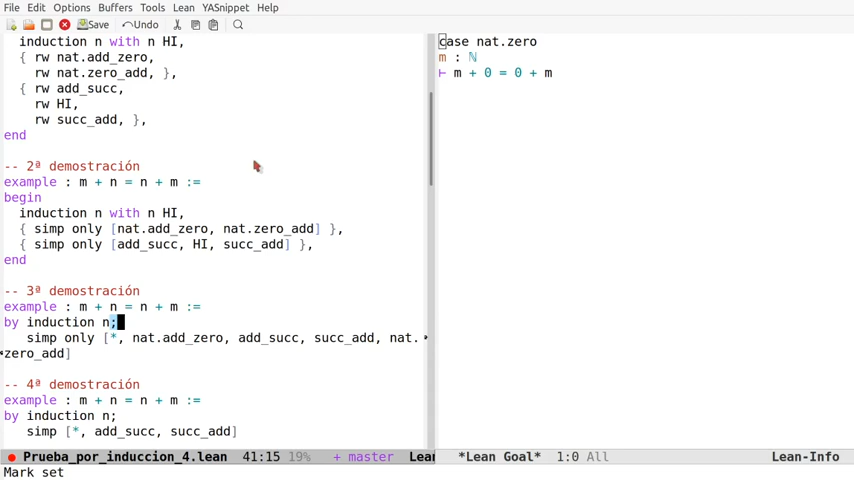 File Edit Options Buffers Tools Lean YASnippet Help
Save Undo
induction n with n HI,
{ rw nat.add_zero,
rw nat.zero_add, },
{ rw add_succ,
rw HI,
rw succ_add, },
end
-- 2ª demostración
example : m + n = n + m :=
begin
induction n with n HI,
{ simp only [nat.add_zero, nat.zero_add] },
{ simp only [add_succ, HI, succ_add] },
end
-- 3ª demostración
example : m + n = n + m :=
by induction n;
simp only [*, nat.add_zero, add_succ, succ_add, nat.
zero_add]
-- 4ª demostración
example : m + n = n + m :=
by induction n;
simp [*, add_succ, succ_add]
Prueba_por_induccion_4.lean 41:15 19% + master Lean
case nat.zero
m : ℕ
⊢ m + 0 = 0 + m
*Lean Goal* 1:0 All Lean-Info
Mark set